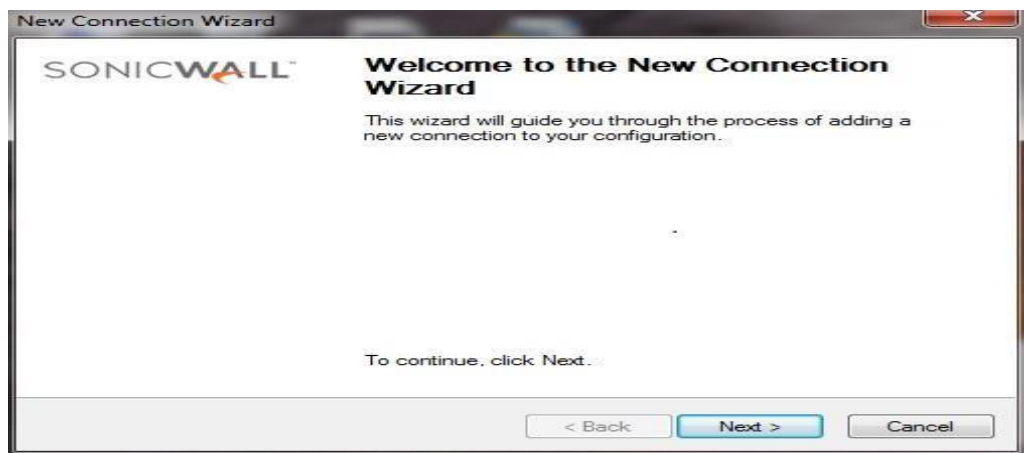 New Connection Wizard
SONICWALL™
Welcome to the New Connection
Wizard
This wizard will guide you through the process of adding a
new connection to your configuration.
To continue, click Next.
< Back
Next >
Cancel